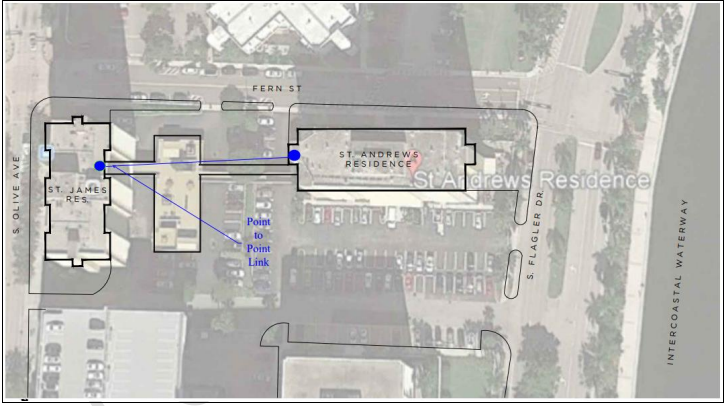 FERN ST
ST. ANDREWS
RESIDENCE
St Andrews Residence
S. OLIVE AVE
ST. JAMES
RES.
Point
to
Point
Link
S. FLAGLER DR.
INTERCOASTAL WATERWAY